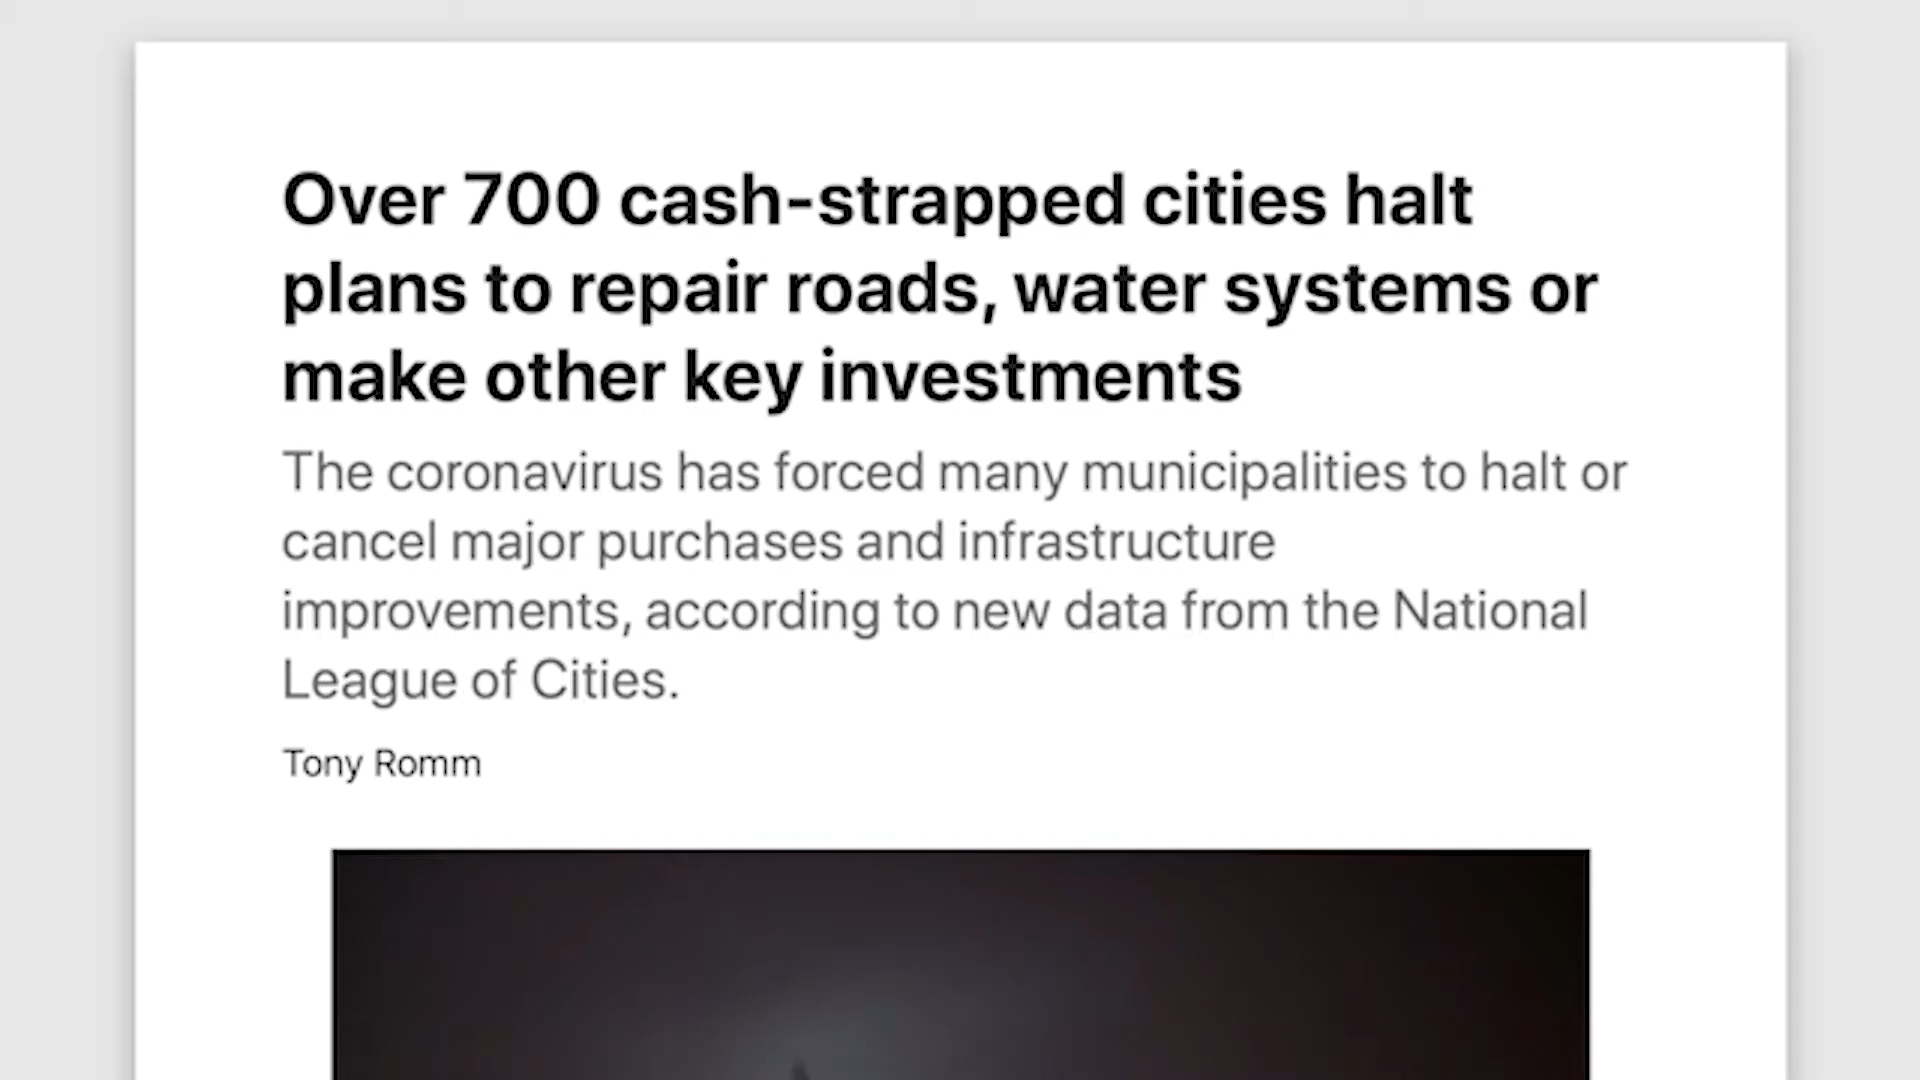 Over 700 cash-strapped cities halt
plans to repair roads, water systems or
make other key investments
The coronavirus has forced many municipalities to halt or
cancel major purchases and infrastructure
improvements, according to new data from the National
League of Cities.
Tony Romm